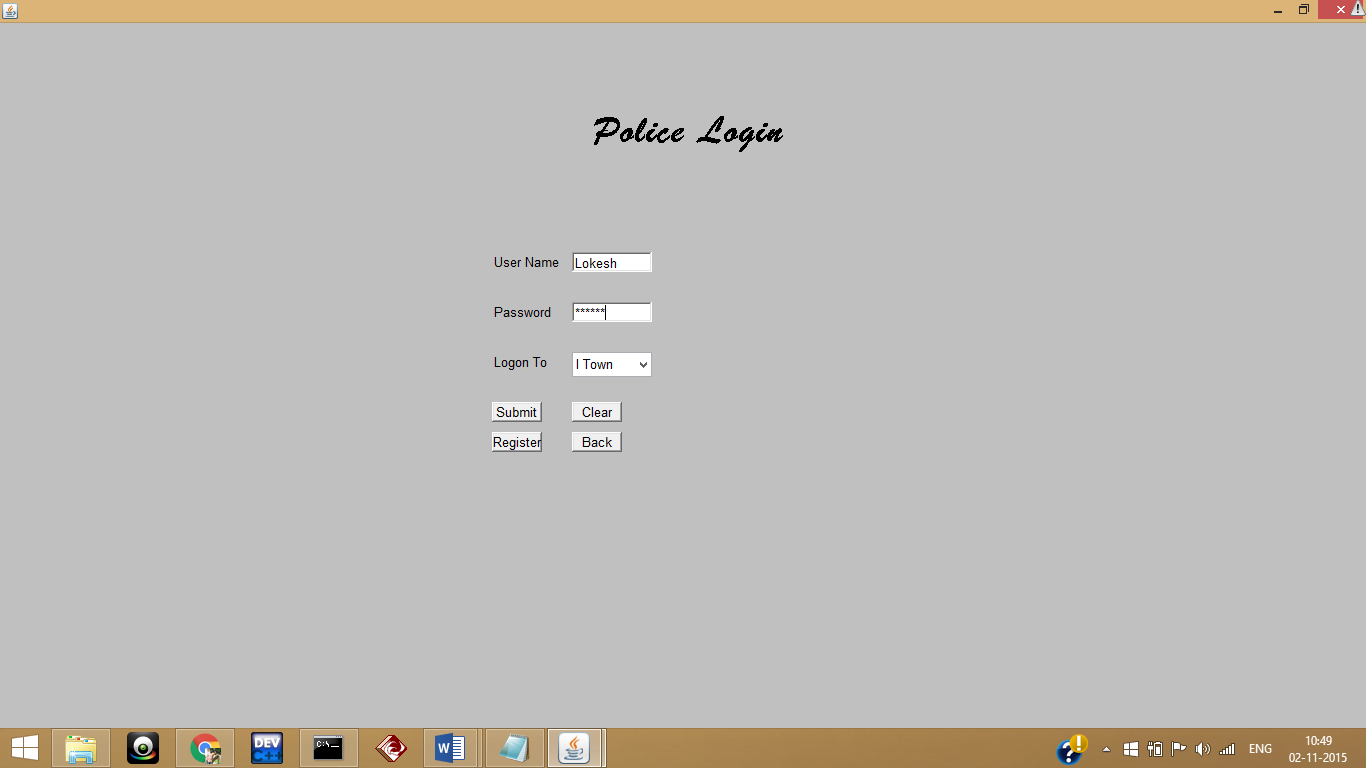 Police Login
User Name Lokesh
Password ******
Logon To I Town
Submit Clear
Register Back
DEV
C++
C:\_
W
ENG
10:49
02-11-2015